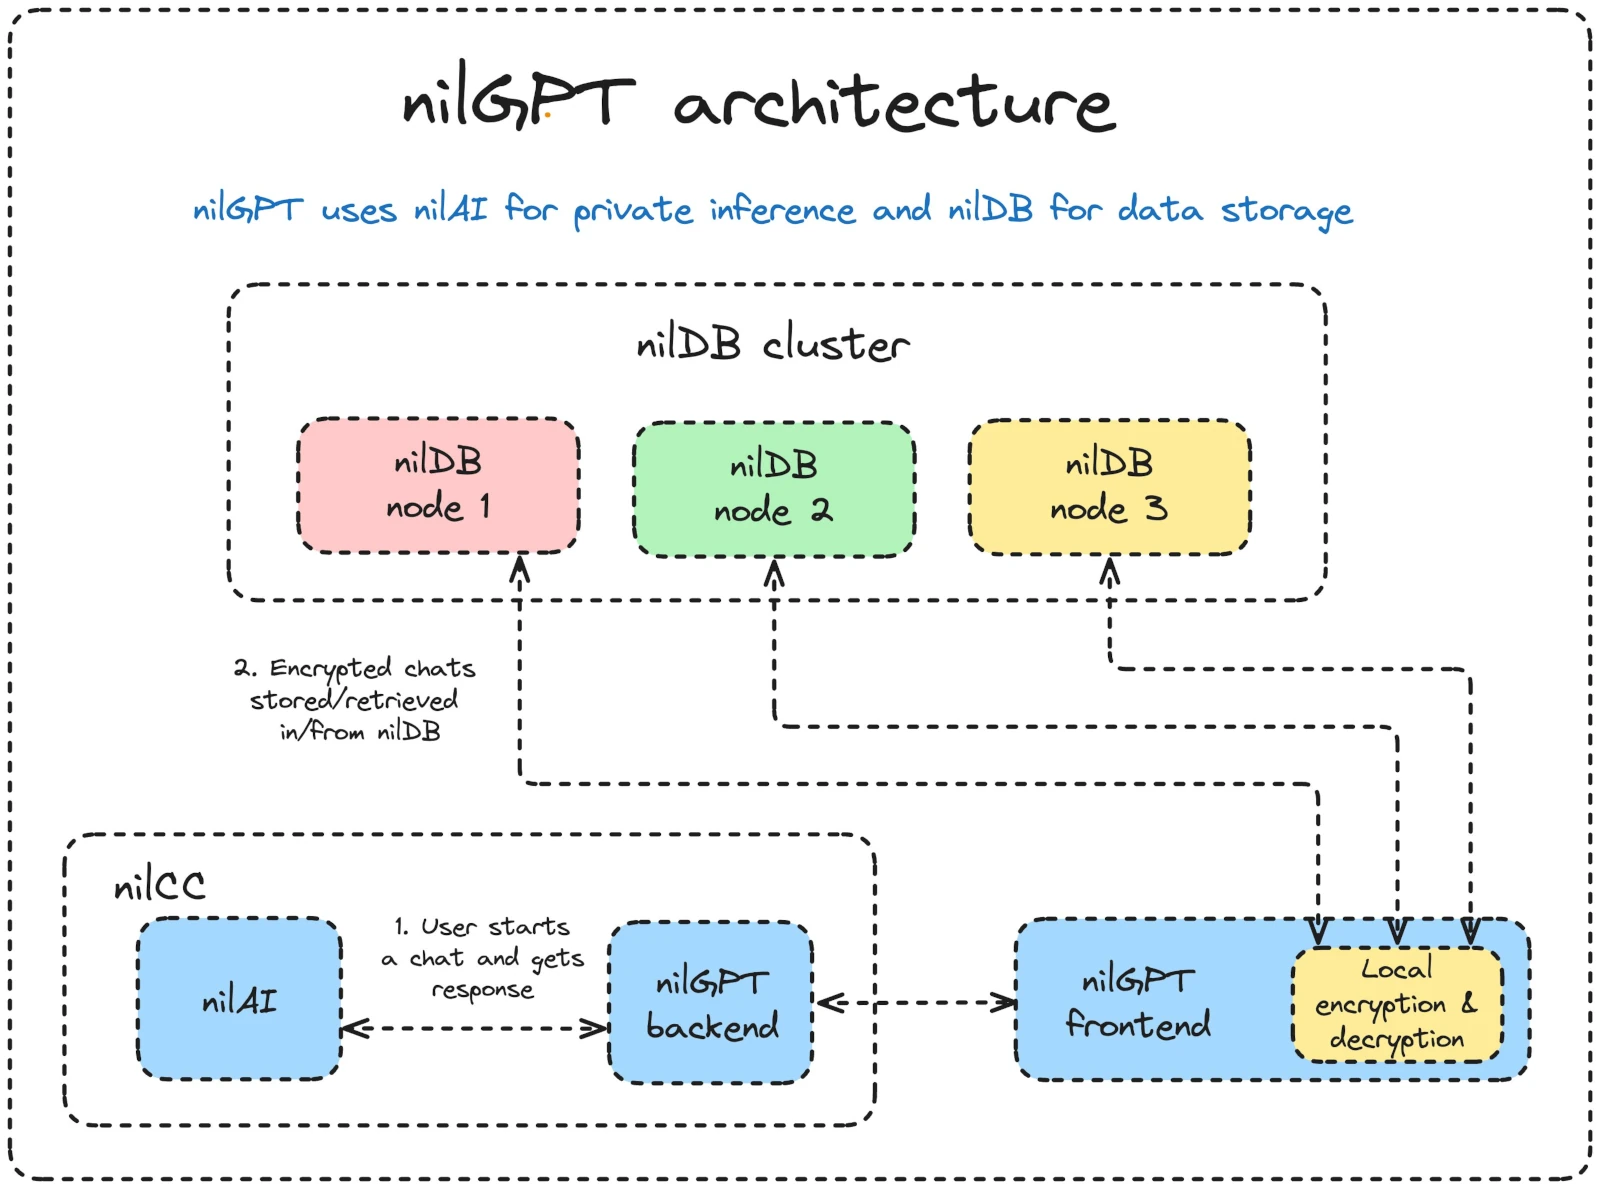 nilGPT architecture
nilGPT uses nilAI for private inference and nilDB for data storage
nilDB cluster
nilDB
node 1
nilDB
node 2
nilDB
node 3
2. Encrypted chats
stored/retrieved
in/from nilDB
nilCC
nilAI
1. User starts
a chat and gets
response
nilGPT
backend
nilGPT
frontend
Local
encryption &
decryption